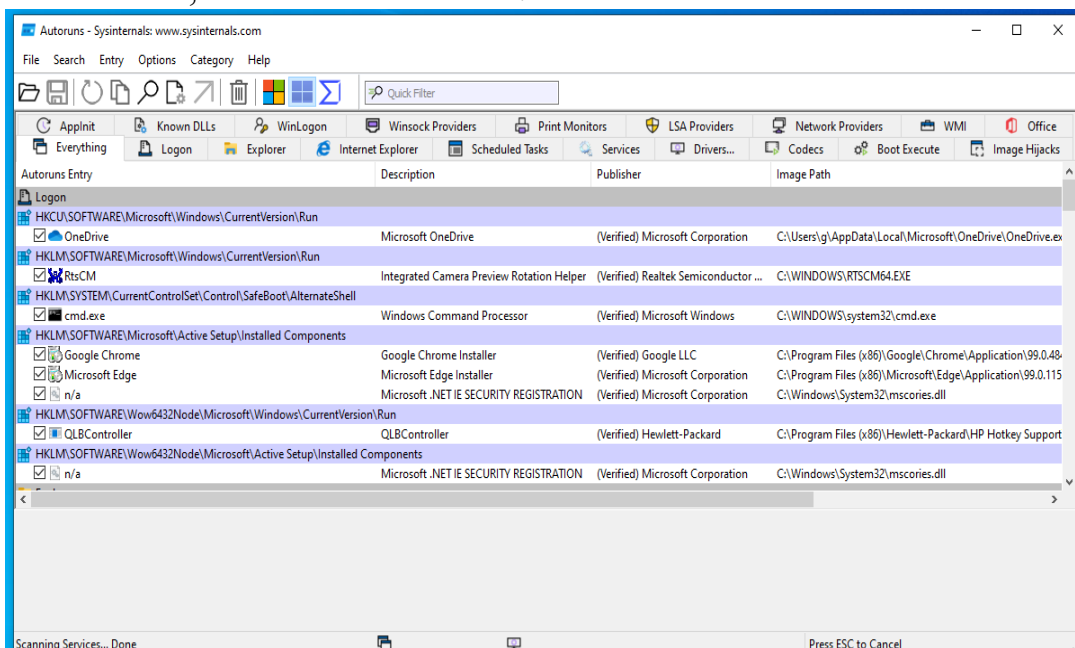 Autoruns - Sysinternals: www.sysinternals.com
File Search Entry Options Category Help
Quick Filter
AppInit Known DLLs WinLogon Winsock Providers Print Monitors LSA Providers Network Providers WMI Office
Everything Logon Explorer Internet Explorer Scheduled Tasks Services Drivers... Codecs Boot Execute Image Hijacks
Autoruns Entry Description Publisher Image Path
Logon
HKCU\SOFTWARE\Microsoft\Windows\CurrentVersion\Run
OneDrive Microsoft OneDrive (Verified) Microsoft Corporation C:\Users\g\AppData\Local\Microsoft\OneDrive\OneDrive.ex
HKLM\SOFTWARE\Microsoft\Windows\CurrentVersion\Run
RtsCM Integrated Camera Preview Rotation Helper (Verified) Realtek Semiconductor ... C:\WINDOWS\RTSCM64.EXE
HKLM\SYSTEM\CurrentControlSet\Control\SafeBoot\AlternateShell
cmd.exe Windows Command Processor (Verified) Microsoft Windows C:\WINDOWS\system32\cmd.exe
HKLM\SOFTWARE\Microsoft\Active Setup\Installed Components
Google Chrome Google Chrome Installer (Verified) Google LLC C:\Program Files (x86)\Google\Chrome\Application\99.0.484
Microsoft Edge Microsoft Edge Installer (Verified) Microsoft Corporation C:\Program Files (x86)\Microsoft\Edge\Application\99.0.115
n/a Microsoft .NET IE SECURITY REGISTRATION (Verified) Microsoft Corporation C:\Windows\System32\mscories.dll
HKLM\SOFTWARE\Wow6432Node\Microsoft\Windows\CurrentVersion\Run
QLBController QLBController (Verified) Hewlett-Packard C:\Program Files (x86)\Hewlett-Packard\HP Hotkey Support
HKLM\SOFTWARE\Wow6432Node\Microsoft\Active Setup\Installed Components
n/a Microsoft .NET IE SECURITY REGISTRATION (Verified) Microsoft Corporation C:\Windows\System32\mscories.dll
Scanning Services... Done Press ESC to Cancel